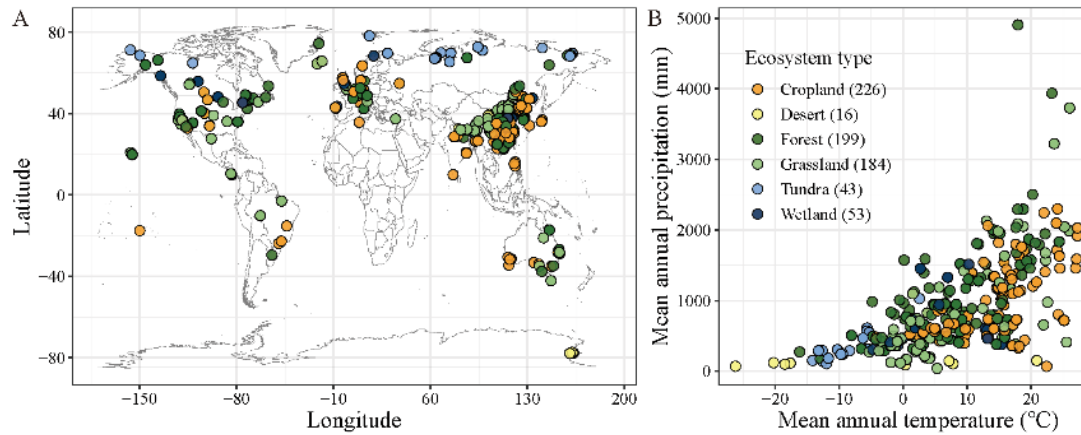 A
80
40
0
−40
−80
Latitude
−150
−80
−10
60
130
200
Longitude
B
5000
4000
3000
2000
1000
0
Mean annual precipitation (mm)
Ecosystem type
Cropland (226)
Desert (16)
Forest (199)
Grassland (184)
Tundra (43)
Wetland (53)
−20
−10
0
10
20
Mean annual temperature (°C)